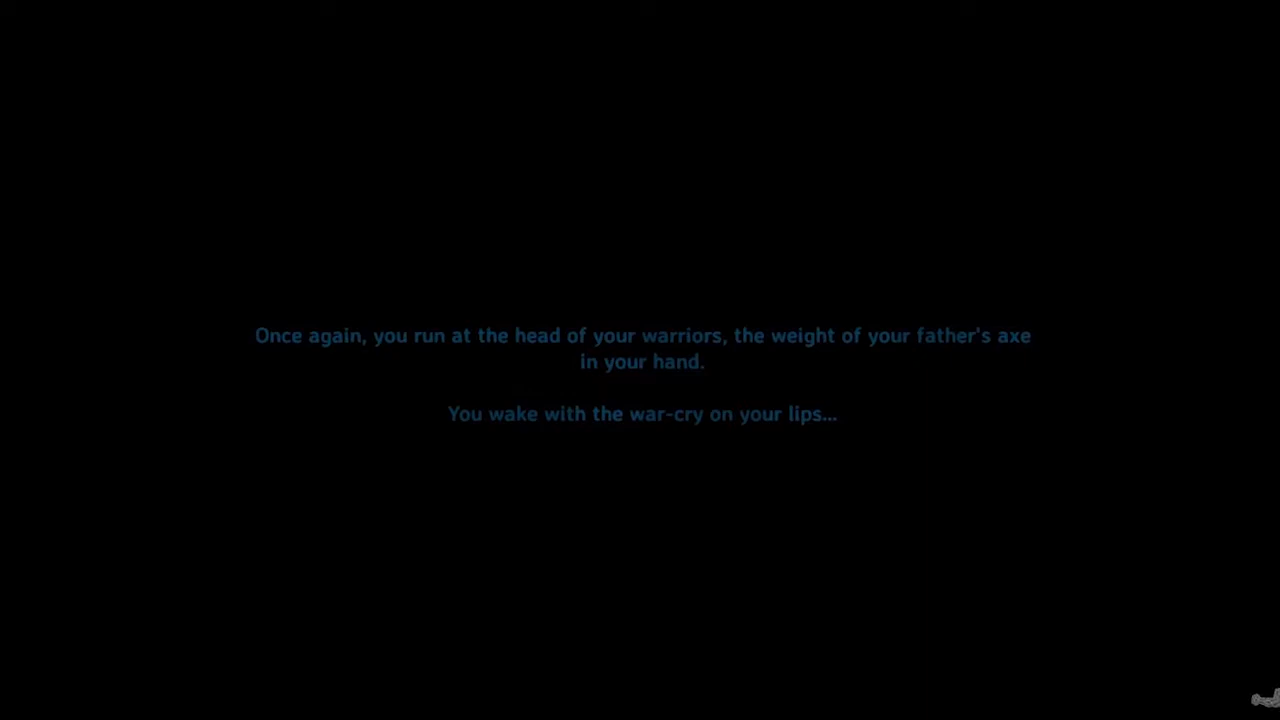 Once again, you run at the head of your warriors, the weight of your father's axe
in your hand.
You wake with the war-cry on your lips...